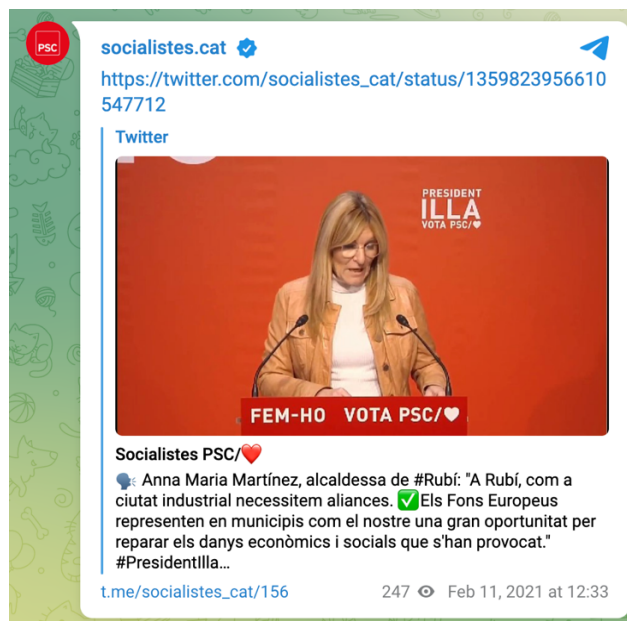 PSC
socialistes.cat
https://twitter.com/socialistes_cat/status/1359823956610
547712
Twitter
PRESIDENT
ILLA
VOTA PSC/♥
FEM-HO VOTA PSC/♥
Socialistes PSC/❤️
🗣️ Anna Maria Martínez, alcaldessa de #Rubí: "A Rubí, com a
ciutat industrial necessitem aliances. ✅Els Fons Europeus
representen en municipis com el nostre una gran oportunitat per
reparar els danys econòmics i socials que s'han provocat."
#PresidentIlla…
t.me/socialistes_cat/156 247 Feb 11, 2021 at 12:33